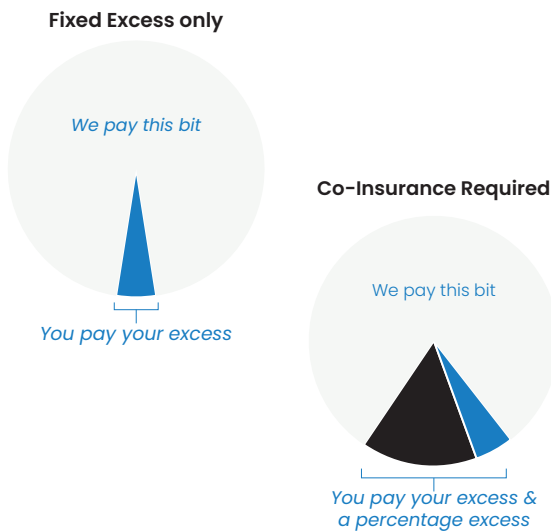 Fixed Excess only
We pay this bit
You pay your excess
Co-Insurance Required
We pay this bit
You pay your excess &
a percentage excess